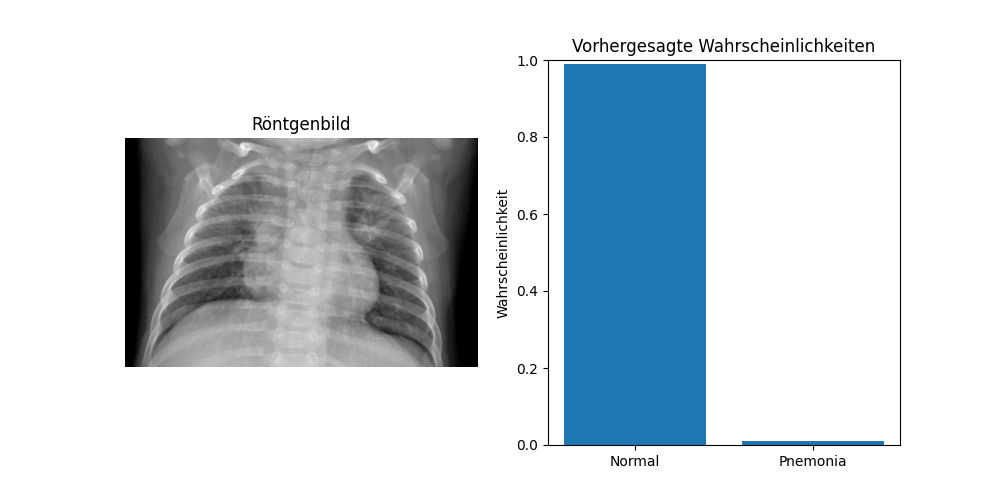 Röntgenbild
Vorhergesagte Wahrscheinlichkeiten
Wahrscheinlichkeit
1.0
0.8
0.6
0.4
0.2
0.0
Normal
Pnemonia